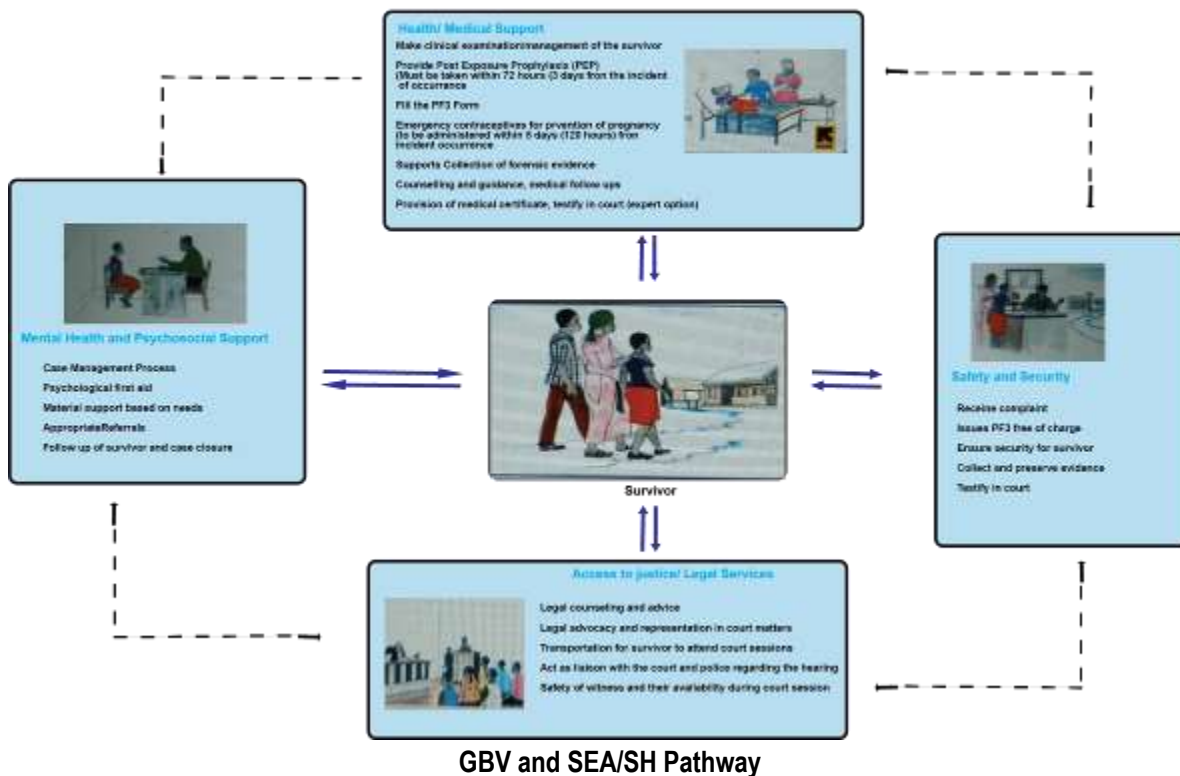 Health/ Medical Support
Make clinical examination/management of the survivor
Provide Post Exposure Prophylaxis (PEP)
(Must be taken within 72 hours (3 days fron the incident
of occurrance
Fill the PF3 Form
Emergency contraceptives for prvention of pregnancy
(to be administered within 5 days (120 hours) fron
incident occurrence
Supports Collection of forensic evidence
Counselling and guidance, medical follow ups
Provision of medical certificate, testify in court (expert option)
Mental Health and Psychosocial Support
Case Management Process
Psychological first aid
Material support based on needs
AppropriateReferrals
Follow up of survivor and case closure
Survivor
Safety and Security
Receine complaint
Issues PF3 free of charge
Ensure security for survivor
Collect and preserve evidence
Testify in court
Access to justice/ Legal Services
Legal counseling and advice
Legal advocacy and representation in court matters
Transportation for survivor to attend court sessions
Act as liaison with the court and police regarding the hearing
Safety of witness and their availability during court session
GBV and SEA/SH Pathway